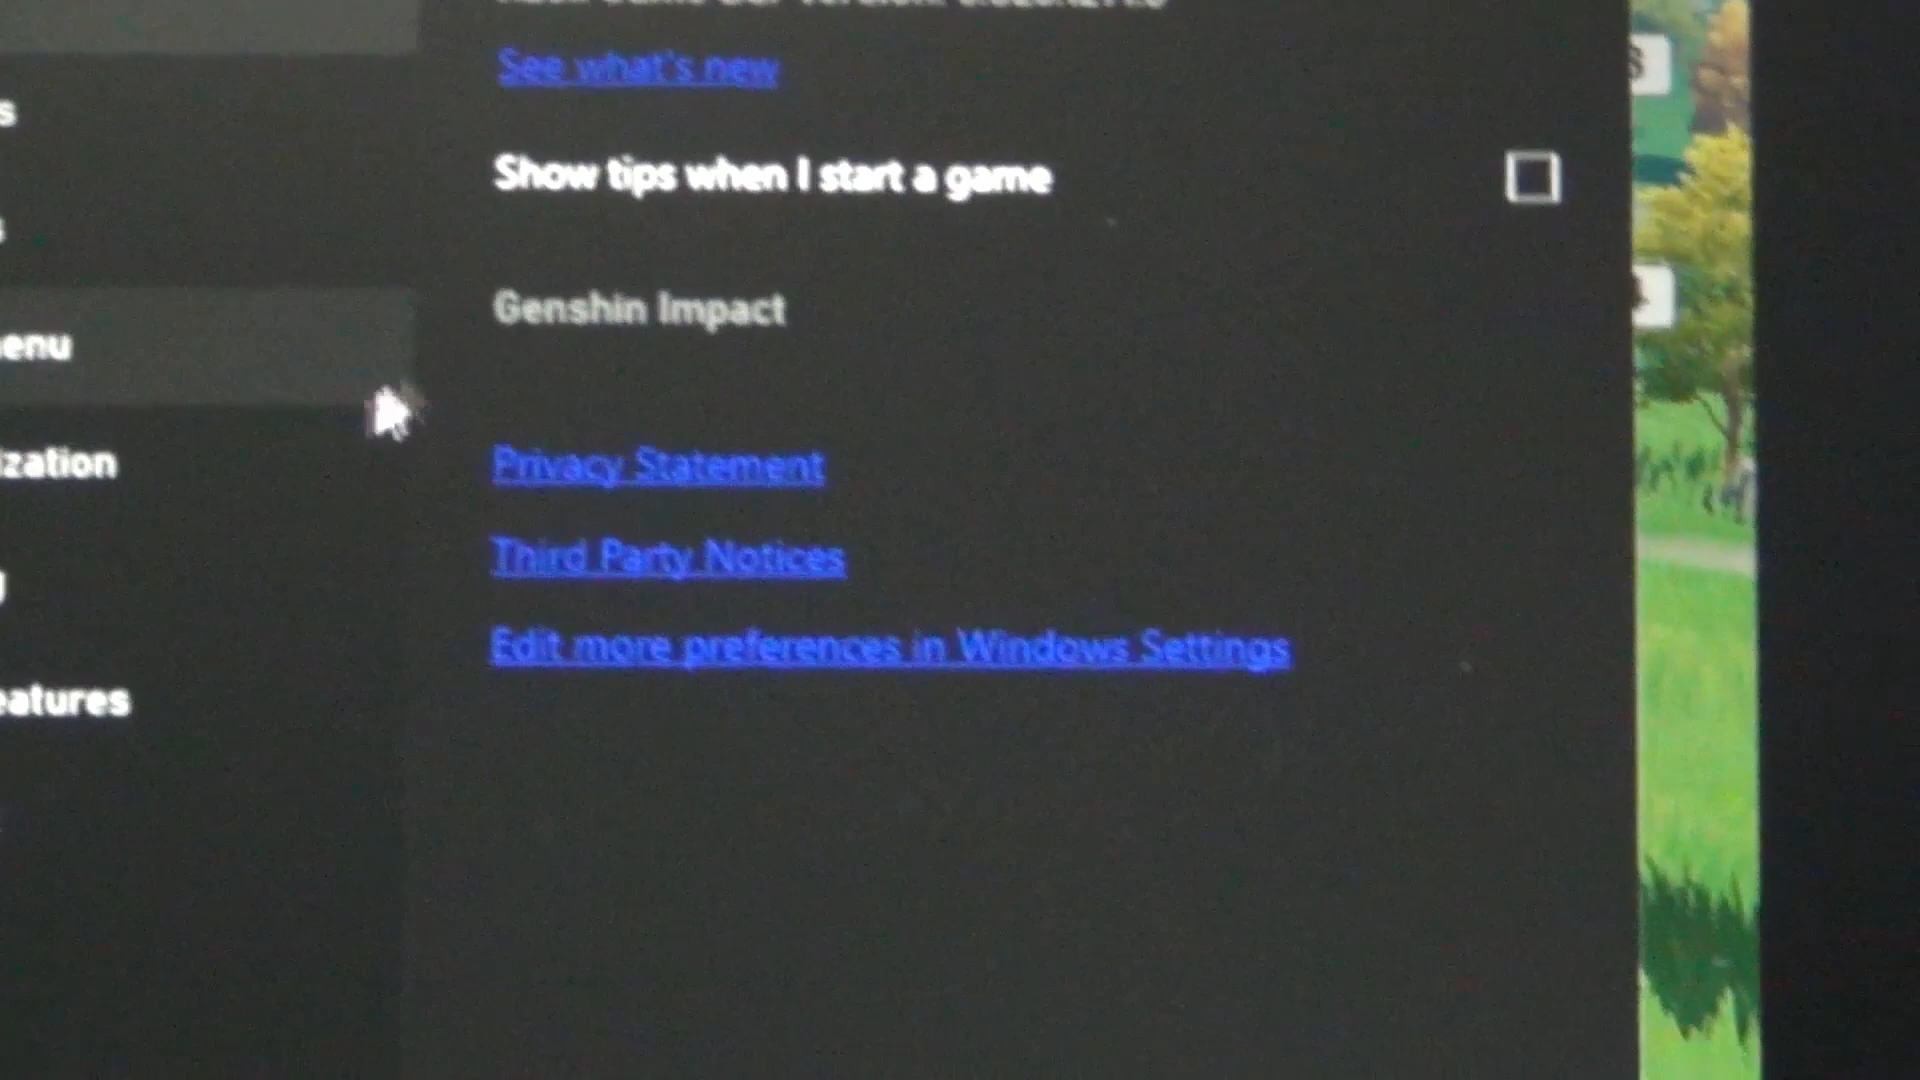 See what's new
Show tips when I start a game
Genshin Impact
enu
ization
eatures
Privacy Statement
Third Party Notices
Edit more preferences in Windows Settings